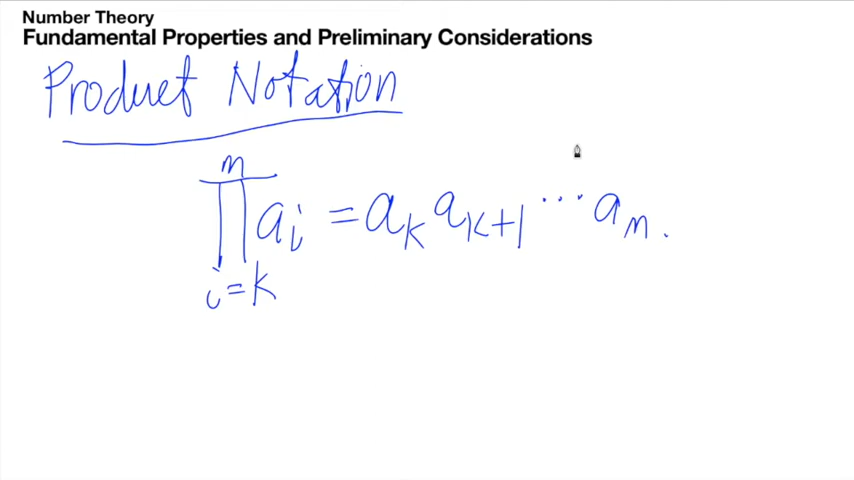 Number Theory
Fundamental Properties and Preliminary Considerations
Product Notation
m
∏ a_i = a_k a_{k+1} ... a_m.
i=k